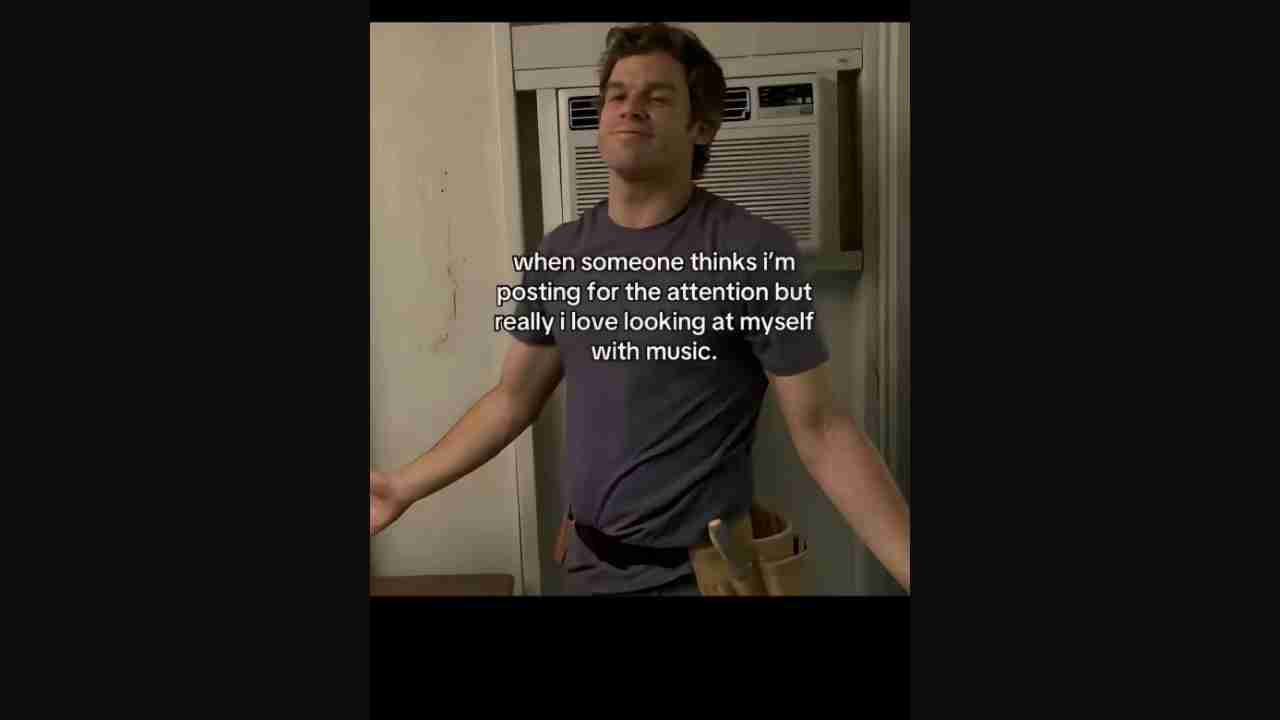 when someone thinks i'm
posting for the attention but
really i love looking at myself
with music.